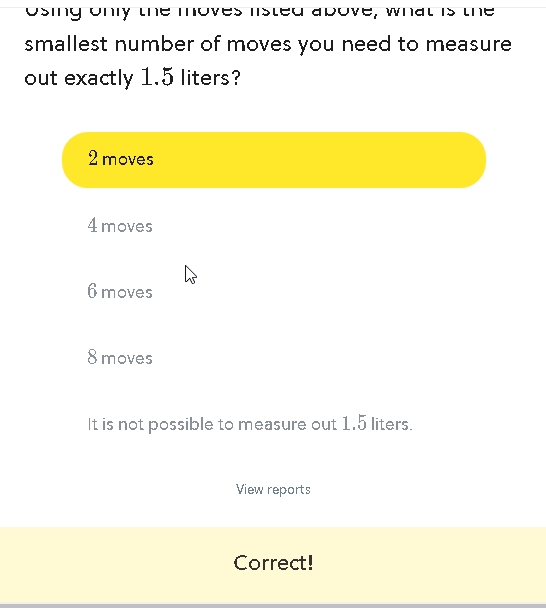 Using only the moves listed above, what is the
smallest number of moves you need to measure
out exactly 1.5 liters?
2 moves
4 moves
6 moves
8 moves
It is not possible to measure out 1.5 liters.
View reports
Correct!